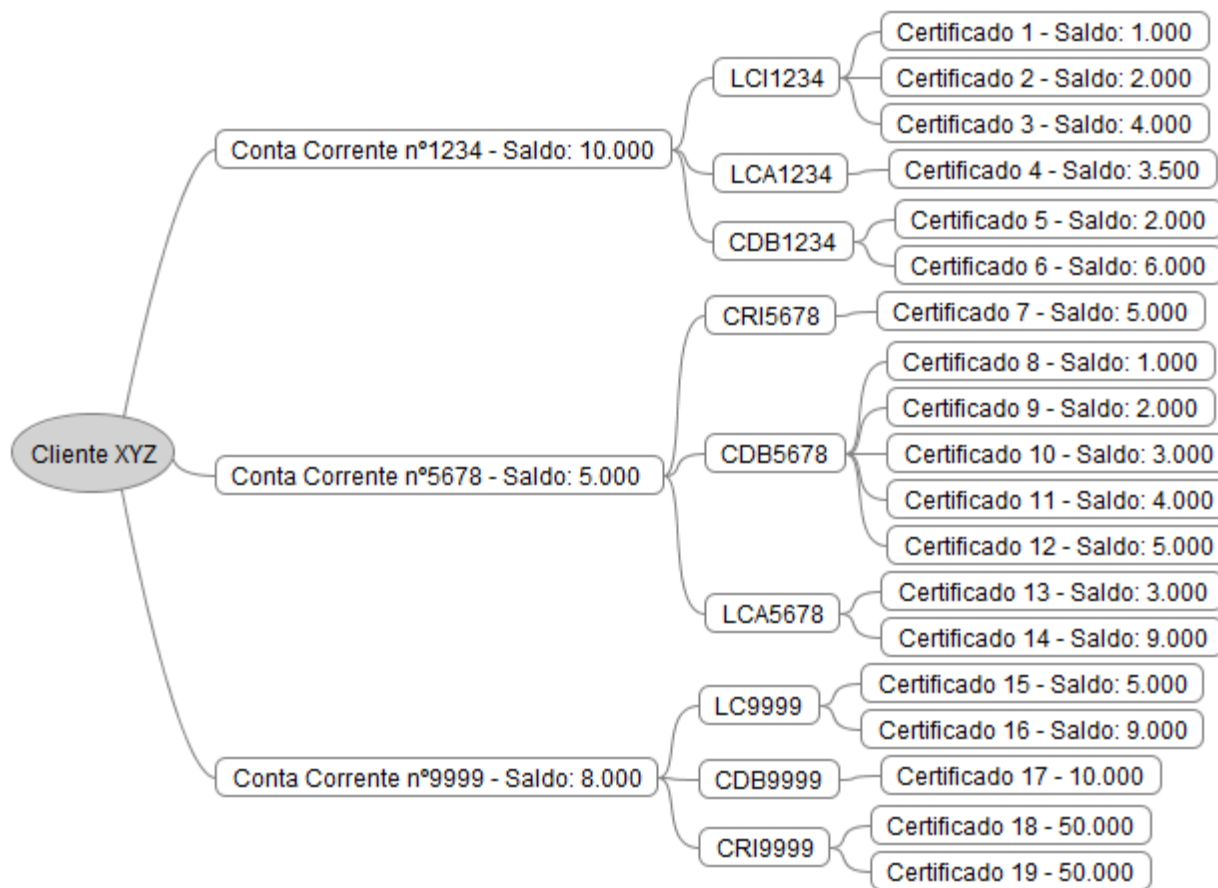 Cliente XYZ
Conta Corrente nº1234 - Saldo: 10.000
LCI1234
Certificado 1 - Saldo: 1.000
Certificado 2 - Saldo: 2.000
Certificado 3 - Saldo: 4.000
LCA1234
Certificado 4 - Saldo: 3.500
CDB1234
Certificado 5 - Saldo: 2.000
Certificado 6 - Saldo: 6.000
Conta Corrente nº5678 - Saldo: 5.000
CRI5678
Certificado 7 - Saldo: 5.000
CDB5678
Certificado 8 - Saldo: 1.000
Certificado 9 - Saldo: 2.000
Certificado 10 - Saldo: 3.000
Certificado 11 - Saldo: 4.000
Certificado 12 - Saldo: 5.000
LCA5678
Certificado 13 - Saldo: 3.000
Certificado 14 - Saldo: 9.000
Conta Corrente nº9999 - Saldo: 8.000
LC9999
Certificado 15 - Saldo: 5.000
Certificado 16 - Saldo: 9.000
CDB9999
Certificado 17 - 10.000
CRI9999
Certificado 18 - 50.000
Certificado 19 - 50.000